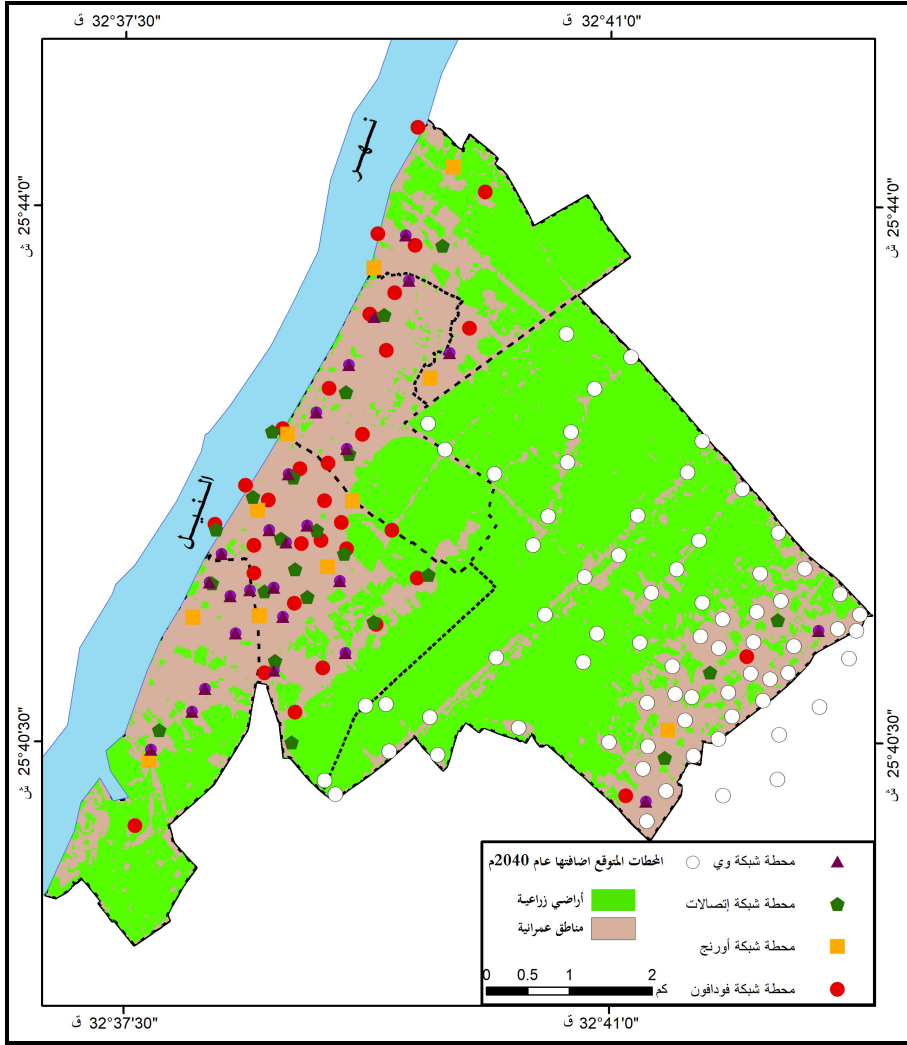 32°37'30" ق
32°41'0" ق
25°44'0" ش
25°44'0" ش
نهر
النيل
25°40'30" ش
25°40'30" ش
محطة شبكة وي
المحطات المتوقع اضافتها عام 2040م
محطة شبكة إتصالات
أراضي زراعية
محطة شبكة أورنج
مناطق عمرانية
محطة شبكة فودافون
0 0.5 1 2
كم
32°37'30" ق
32°41'0" ق